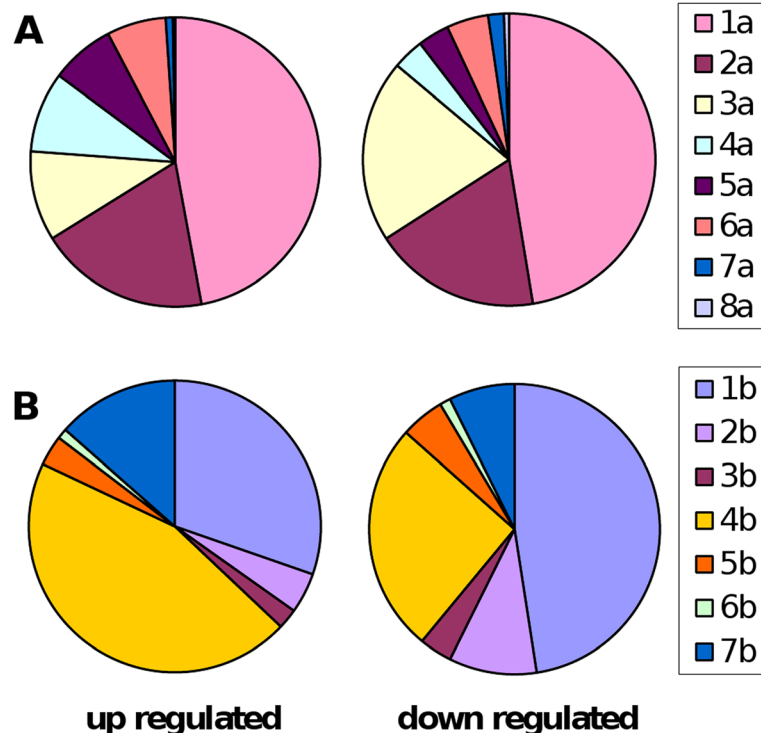 A
1a
2a
3a
4a
5a
6a
7a
8a
B
1b
2b
3b
4b
5b
6b
7b
up regulated
down regulated